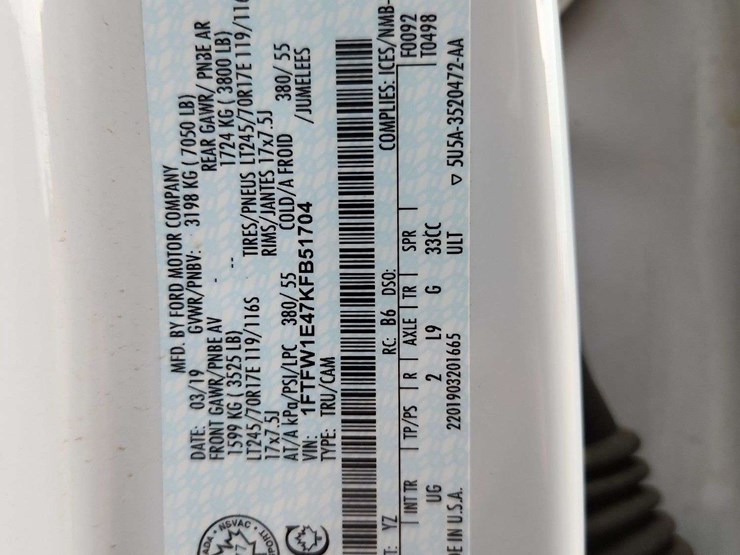 MFD. BY FORD MOTOR COMPANY
DATE: 03/19 GVWR/PNBV: 3198 KG ( 7050 LB)
FRONT GAWR/PNBE AV REAR GAWR/ PNBE AR
1599 KG ( 3525 LB) - -- 1724 KG ( 3800 LB)
LT245/70R17E 119/116S TIRES/PNEUS LT245/70R17E 119/116
17x7.5J RIMS/JANTES 17x7.5J
AT/A kPa/PSI/LPC 380/ 55 COLD/A FROID 380/ 55
VIN: 1FTFW1E47KFB51704 /JUMELEES
TYPE: TRU/CAM
NSVAC
T: YZ RC: B6 DSO: COMPLIES: ICES/NMB-
INT TR | TP/PS | R | AXLE | TR | SPR | F0092
UG 2 L9 G 33CC T0498
E IN U.S.A. 2201903201665 ULT ▽ 5U5A-3520472-AA